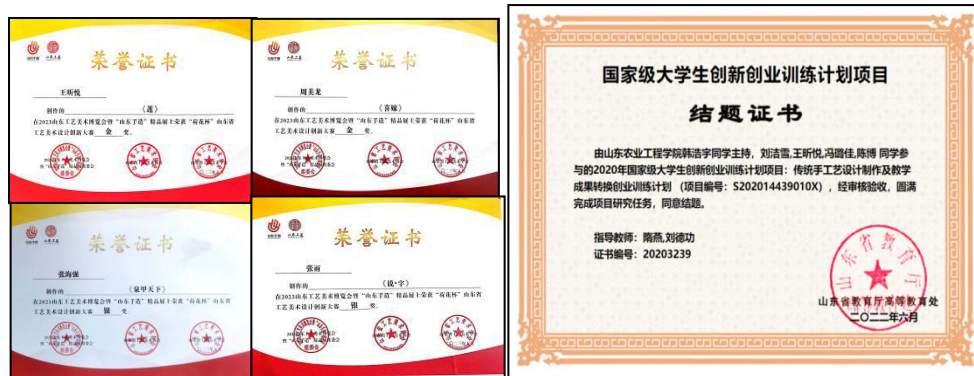 荣誉证书
王昕悦
创作的《莲》
在2023山东工艺美术博览会暨“山东手造”精品展上荣获“荷花杯”山东省
工艺美术设计创新大赛 金 奖。
荣誉证书
周美龙
创作的《喜嫁》
在2023山东工艺美术博览会暨“山东手造”精品展上荣获“荷花杯”山东省
工艺美术设计创新大赛 金 奖。
荣誉证书
张海强
创作的《泉甲天下》
在2023山东工艺美术博览会暨“山东手造”精品展上荣获“荷花杯”山东省
工艺美术设计创新大赛 银 奖。
荣誉证书
张雨
创作的《说·字》
在2023山东工艺美术博览会暨“山东手造”精品展上荣获“荷花杯”山东省
工艺美术设计创新大赛 银 奖。
国家级大学生创新创业训练计划项目
结题证书
由山东农业工程学院韩浩宇同学主持，刘洁雪,王昕悦,冯璐佳,陈博 同学参
与的2020年国家级大学生创新创业训练计划项目：传统手工艺设计制作及教学
成果转换创业训练计划 （项目编号：S202014439010X），经审核验收，圆满
完成项目研究任务，同意结题。
指导教师：隋燕,刘德功
证书编号：20203239
山东省教育厅
山东省教育厅高等教育处
二〇二二年六月